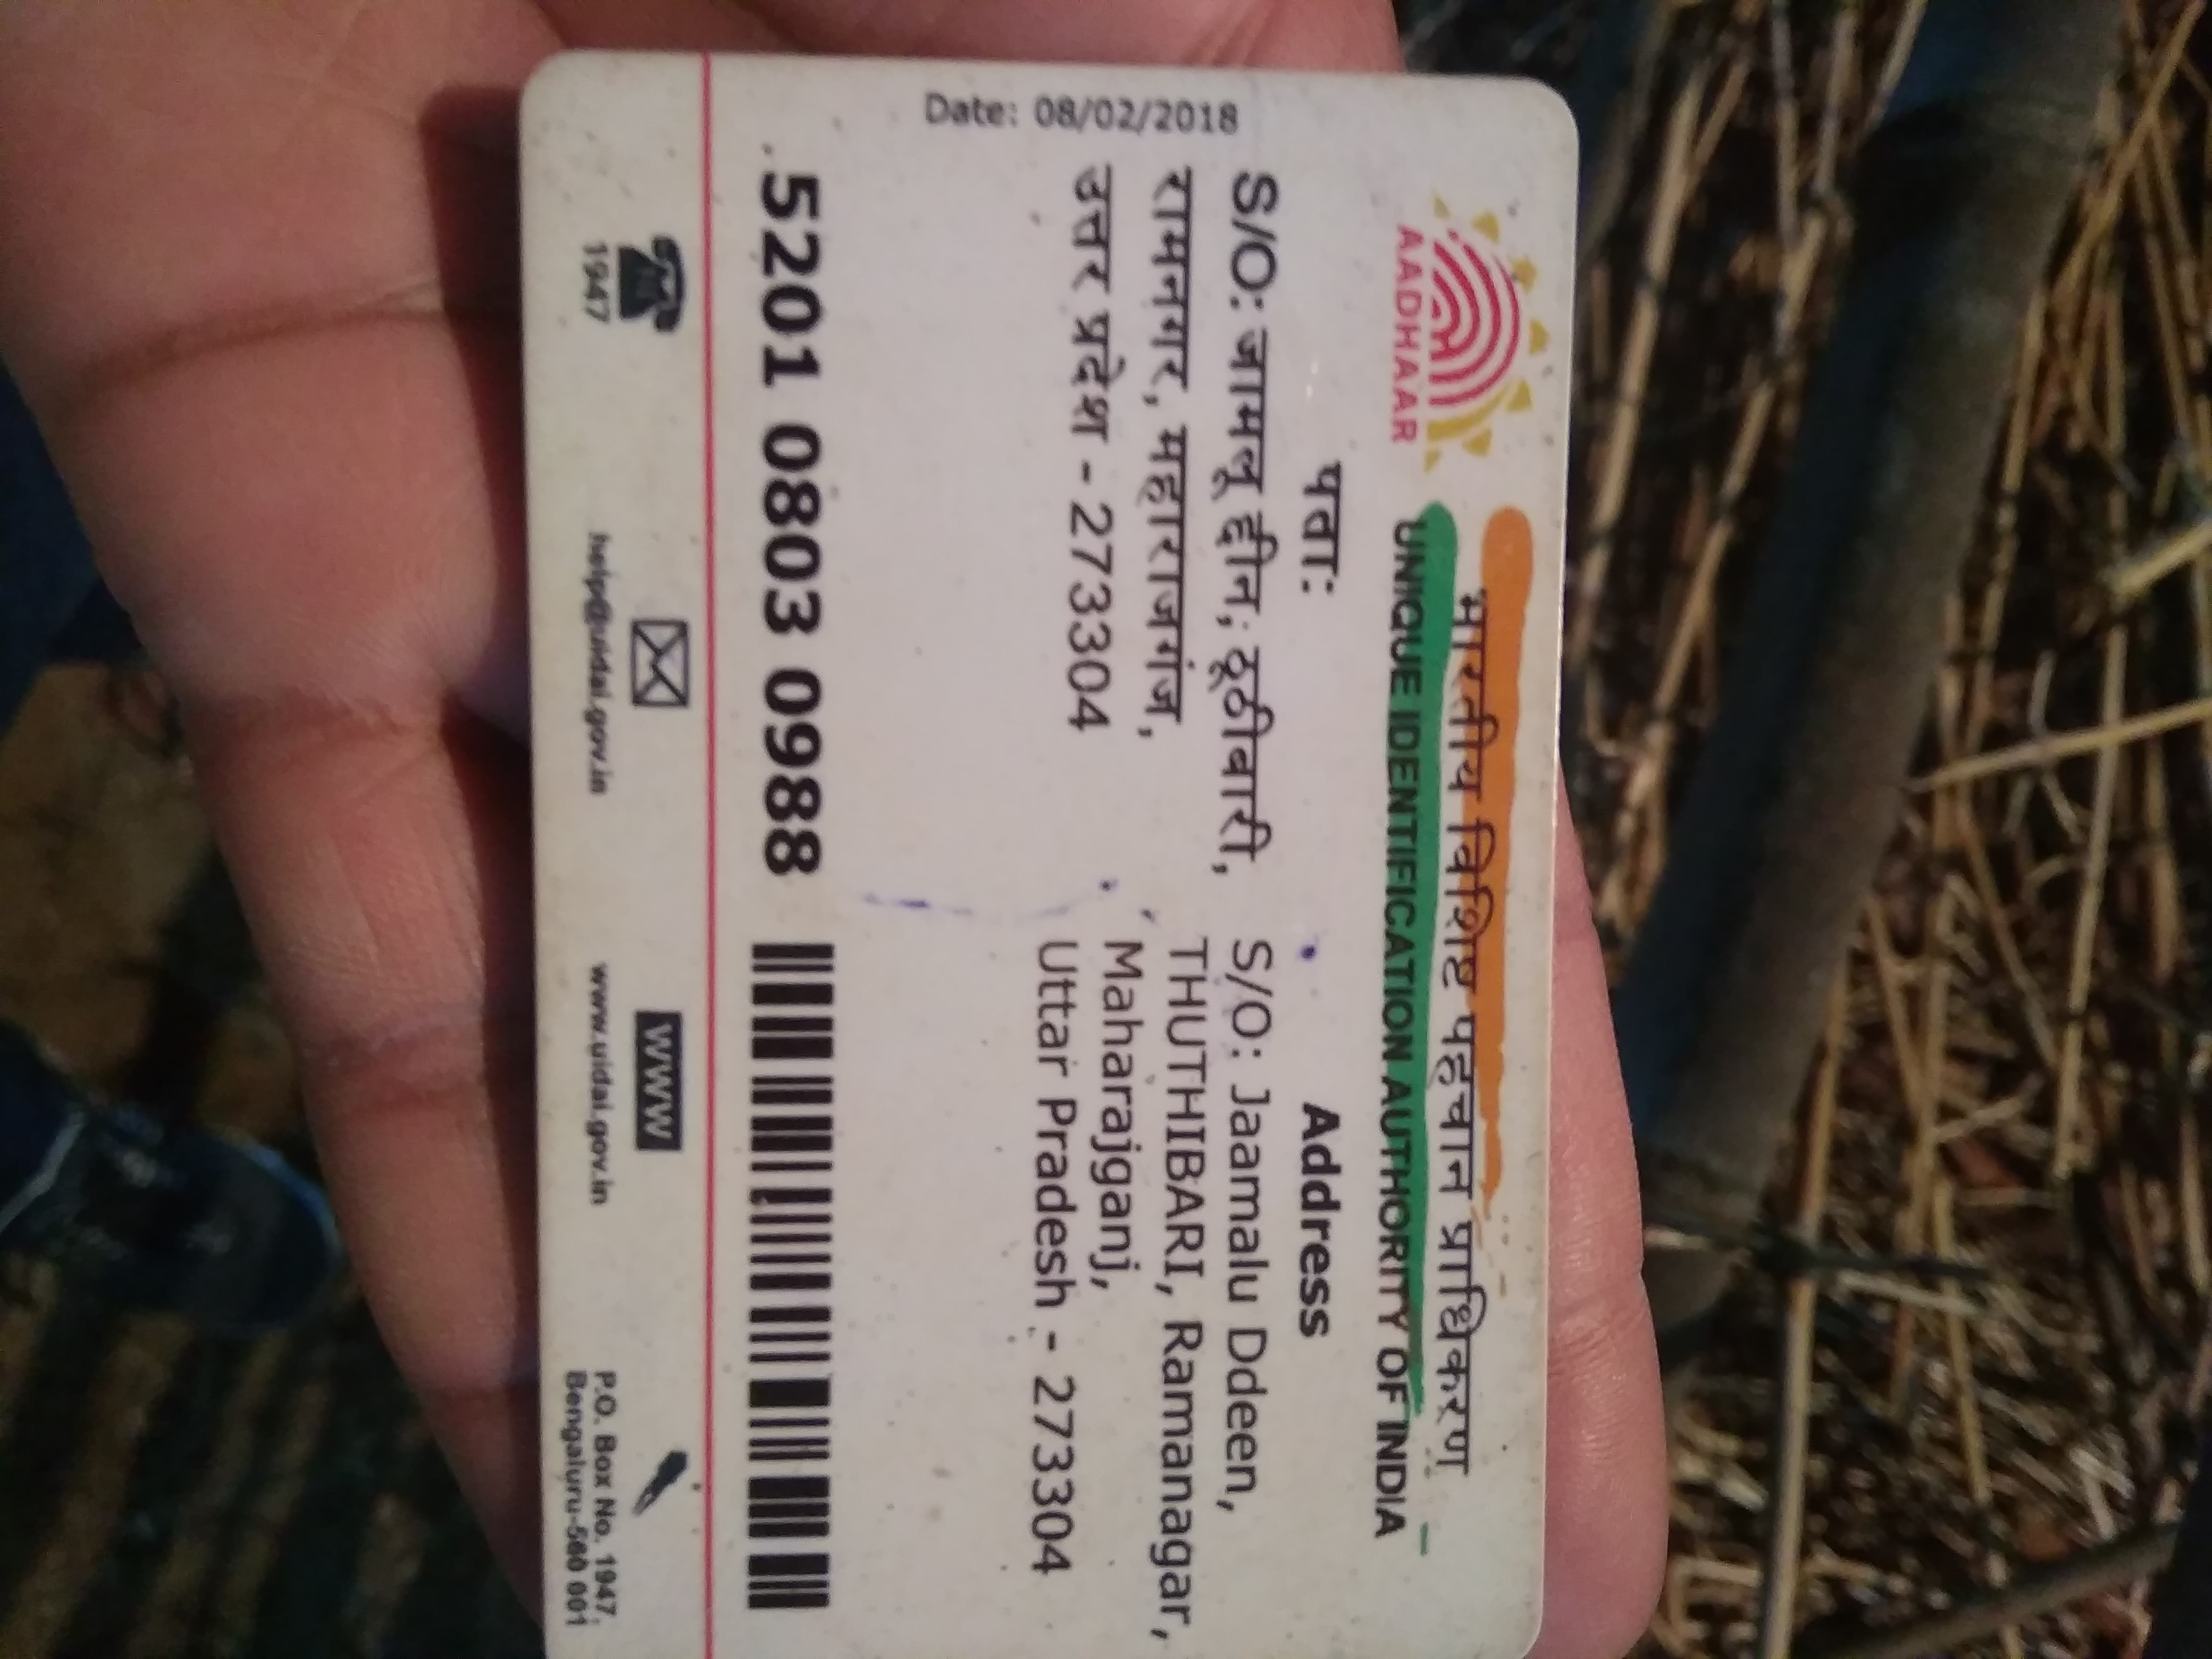 भारतीय विशिष्ट पहचान प्राधिकरण
UNIQUE IDENTIFICATION AUTHORITY OF INDIA
AADHAAR
पता:
S/O: जामलू द्दीन, ठूठीबारी,
रामनगर, महाराजगंज,
उत्तर प्रदेश - 273304
Address
S/O: Jaamalu Ddeen,
THUTHIBARI, Ramanagar,
Maharajganj,
Uttar Pradesh - 273304
Date: 08/02/2018
5201 0803 0988
1947
help@uidai.gov.in
www
www.uidai.gov.in
P.O. Box No. 1947,
Bengaluru-560 001